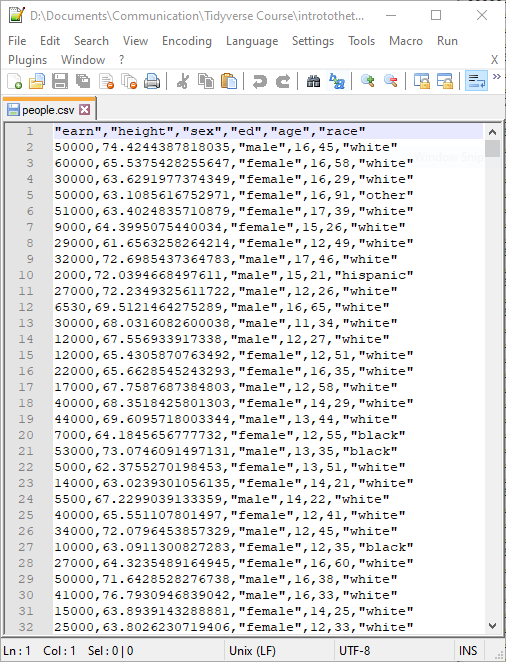 D:\Documents\Communication\Tidyverse Course\introtothet...
File Edit Search View Encoding Language Settings Tools Macro Run
Plugins Window ? X
people.csv
1 "earn","height","sex","ed","age","race"
2 50000,74.4244387818035,"male",16,45,"white"
3 60000,65.5375428255647,"female",16,58,"white"
4 30000,63.6291977374349,"female",16,29,"white"
5 50000,63.1085616752971,"female",16,91,"other"
6 51000,63.4024835710879,"female",17,39,"white"
7 9000,64.3995075440034,"female",15,26,"white"
8 29000,61.6563258264214,"female",12,49,"white"
9 32000,72.6985437364783,"male",17,46,"white"
10 2000,72.0394668497611,"male",15,21,"hispanic"
11 27000,72.2349325611722,"male",12,26,"white"
12 6530,69.5121464275289,"male",16,65,"white"
13 30000,68.0316082600038,"male",11,34,"white"
14 12000,67.556933917338,"male",12,27,"white"
15 12000,65.4305870763492,"female",12,51,"white"
16 22000,65.6628545243293,"female",16,35,"white"
17 17000,67.7587687384803,"male",12,58,"white"
18 40000,68.3518425801303,"female",14,29,"white"
19 44000,69.6095718003344,"male",13,44,"white"
20 7000,64.1845656777732,"female",12,55,"black"
21 53000,73.0746091497131,"male",13,35,"black"
22 5000,62.3755270198453,"female",13,51,"white"
23 14000,63.0239301056135,"female",14,21,"white"
24 5500,67.2299039133359,"male",14,22,"white"
25 40000,65.551107801497,"female",12,41,"white"
26 34000,72.0796453857329,"male",12,45,"white"
27 10000,63.0911300827283,"female",12,35,"black"
28 27000,64.3235489164945,"female",16,60,"white"
29 50000,71.6428528276738,"male",16,38,"white"
30 41000,76.7930946839042,"male",16,33,"white"
31 15000,63.8939143288881,"female",14,25,"white"
32 25000,63.8026230719406,"female",12,33,"white"
Ln : 1 Col : 1 Sel : 0 | 0 Unix (LF) UTF-8 INS